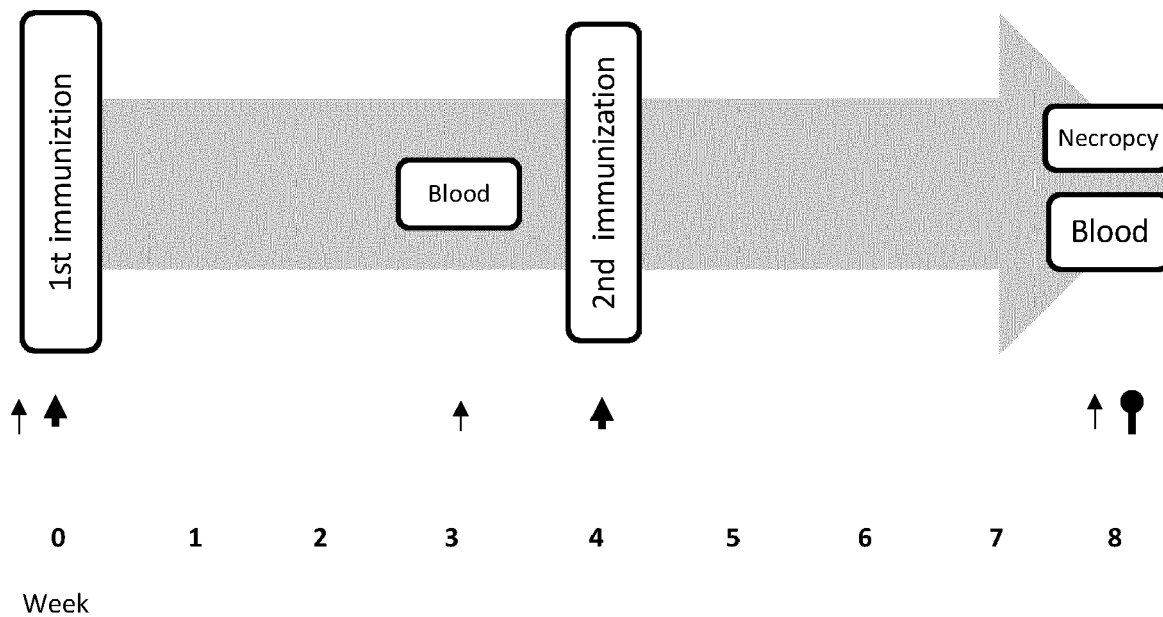 1st immuniztion
Blood
2nd immunization
Necropcy
Blood
0 1 2 3 4 5 6 7 8
Week